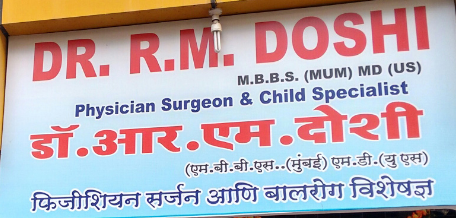 DR. R.M. DOSHI
M.B.B.S. (MUM) MD (US)
Physician Surgeon & Child Specialist
डॉ.आर.एम.दोशी
(एम.बी.बी.एस..(मुंबई) एम.डी.(यु एस)
फिजीशियन सर्जन आणि बालरोग विशेषज्ञ